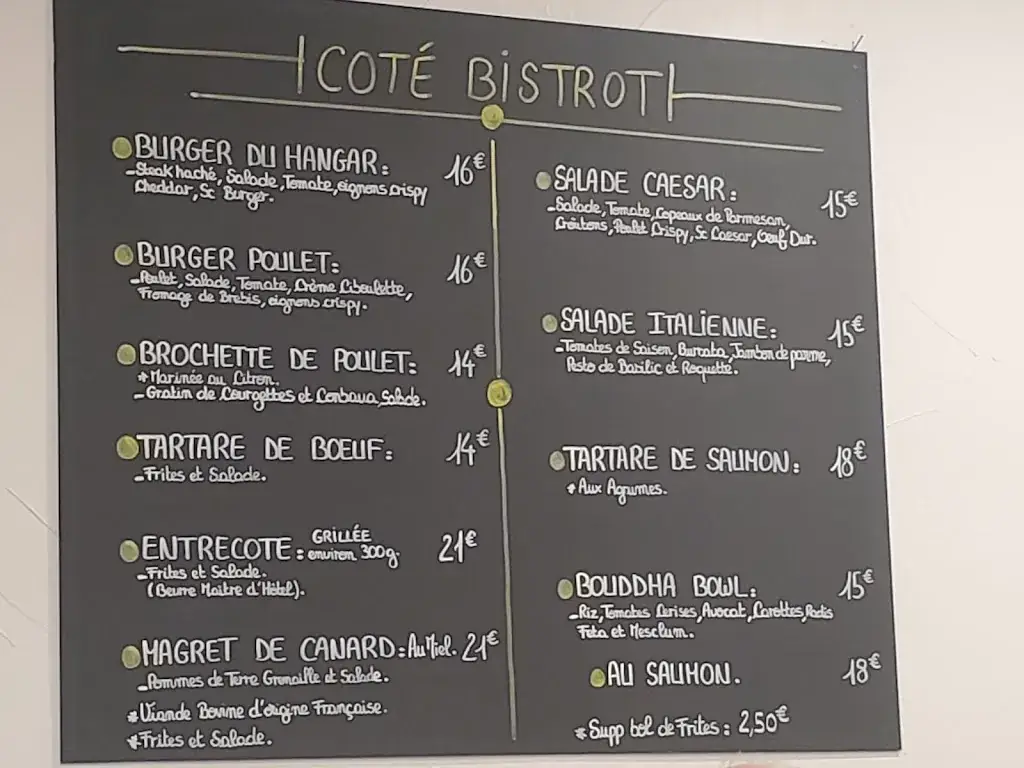 COTÉ BISTROT
BURGER DU HANGAR: 16€
-Steak haché, Salade, Tomate, oignons crispy
Cheddar, Sc Burger.
BURGER POULET: 16€
-Poulet, Salade, Tomate, Crème Ciboulette,
Fromage de Brebis, oignons crispy.
BROCHETTE DE POULET: 14€
* Marinée au Citron.
-Gratin de Courgettes et Conbava, Salade.
TARTARE DE BOEUF: 14€
-Frites et Salade.
ENTRECOTE: GRILLÉE environ 300g. 21€
-Frites et Salade.
(Beurre Maitre d'Hôtel).
MAGRET DE CANARD: Au Miel. 21€
-Pommes de Terre Grenaille et Salade.
* Viande Bovine d'origine Française.
* Frites et Salade.
SALADE CAESAR: 15€
-Salade, Tomate, Copeaux de Parmesan,
Croûtons, Poulet Crispy, Sc Caesar, Oeuf Dur.
SALADE ITALIENNE: 15€
-Tomates de Saison, Burrata, Jambon de parme,
Pesto de Basilic et Roquette.
TARTARE DE SAUMON: 18€
* Aux Agrumes.
BOUDDHA BOWL: 15€
-Riz, Tomates Cerises, Avocat, Carottes, Radis
Feta et Mesclum.
AU SAUMON. 18€
* Supp bol de Frites: 2,50€